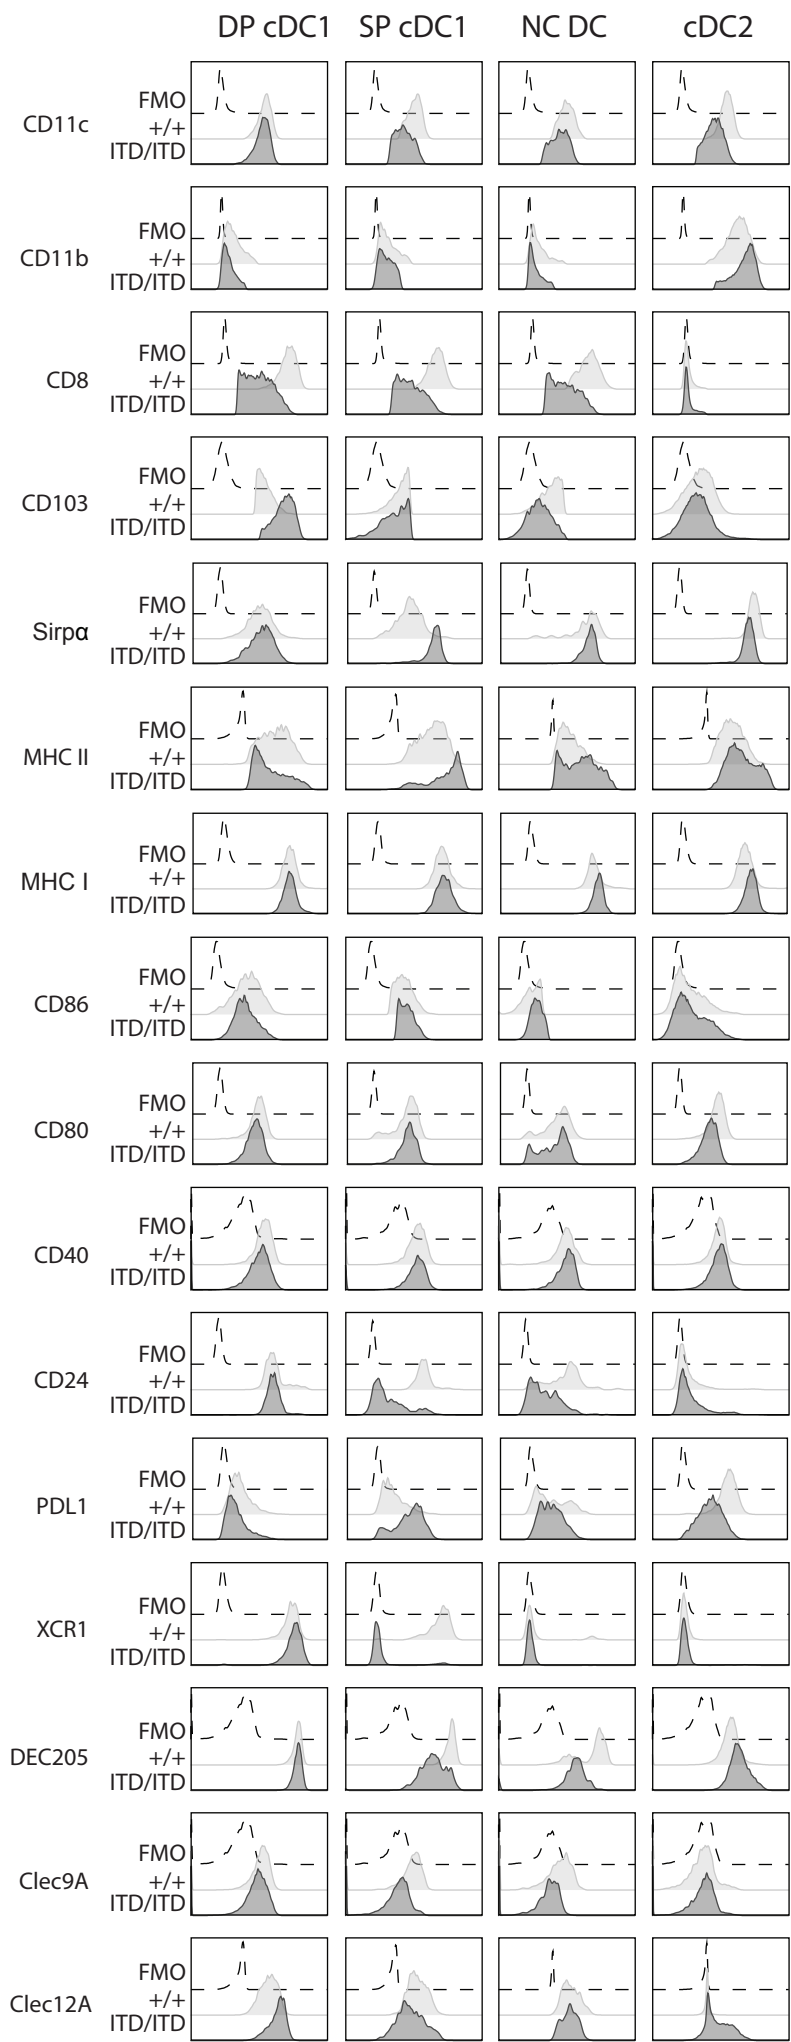 DP cDC1 SP cDC1 NC DC cDC2
FMO
CD11c +/+
ITD/ITD
FMO
CD11b +/+
ITD/ITD
FMO
CD8 +/+
ITD/ITD
FMO
CD103 +/+
ITD/ITD
FMO
Sirpα +/+
ITD/ITD
FMO
MHC II +/+
ITD/ITD
FMO
MHC I +/+
ITD/ITD
FMO
CD86 +/+
ITD/ITD
FMO
CD80 +/+
ITD/ITD
FMO
CD40 +/+
ITD/ITD
FMO
CD24 +/+
ITD/ITD
FMO
PDL1 +/+
ITD/ITD
FMO
XCR1 +/+
ITD/ITD
FMO
DEC205 +/+
ITD/ITD
FMO
Clec9A +/+
ITD/ITD
FMO
Clec12A +/+
ITD/ITD